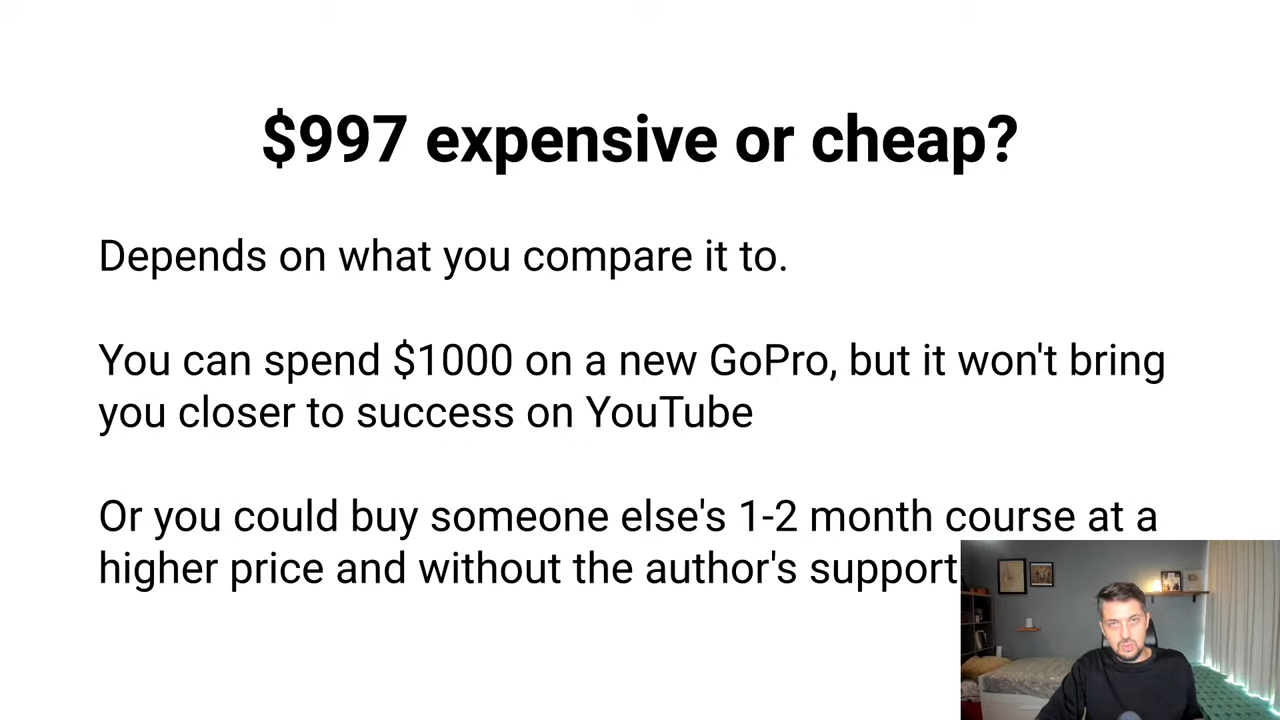 $997 expensive or cheap?
Depends on what you compare it to.
You can spend $1000 on a new GoPro, but it won't bring
you closer to success on YouTube
Or you could buy someone else's 1-2 month course at a
higher price and without the author's support